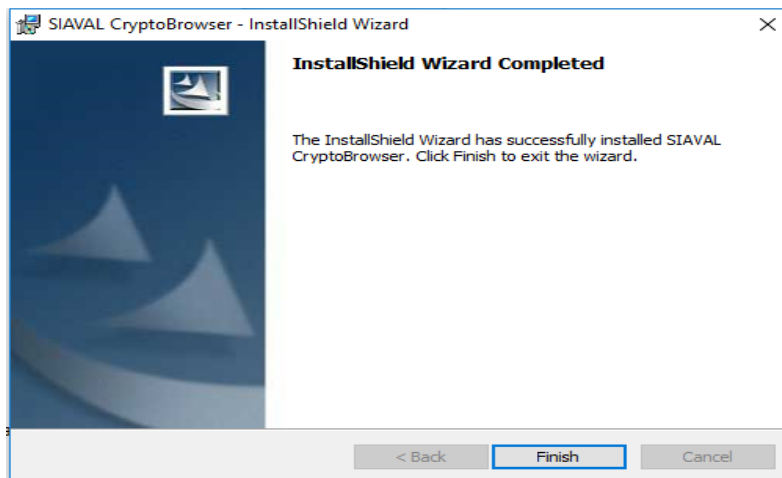 SIAVAL CryptoBrowser - InstallShield Wizard
InstallShield Wizard Completed
The InstallShield Wizard has successfully installed SIAVAL
CryptoBrowser. Click Finish to exit the wizard.
< Back
Finish
Cancel